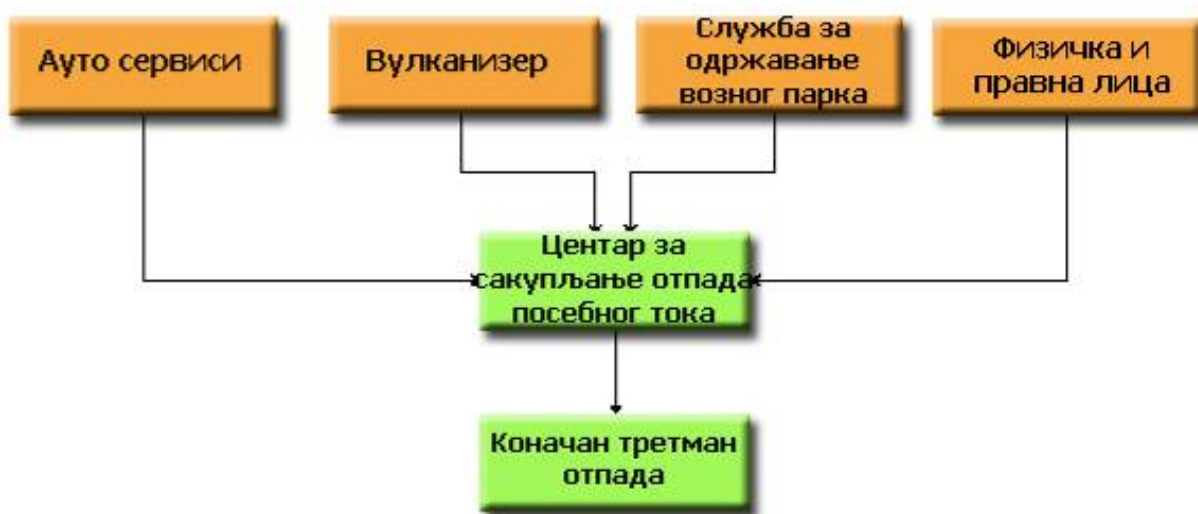 Ауто сервиси
Вулканизер
Служба за
одржавање
возног парка
Физичка и
правна лица
Центар за
сакупљање отпада
посебног тока
Коначан третман
отпада